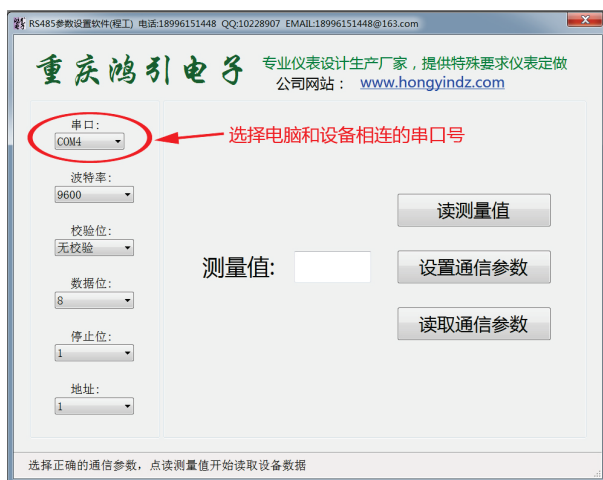 RS485参数设置软件(程工) 电话:18996151448 QQ:10228907 EMAIL:18996151448@163.com
重庆鸿引电子
专业仪表设计生产厂家，提供特殊要求仪表定做
公司网站： www.hongyindz.com
串口:
COM4
选择电脑和设备相连的串口号
波特率:
9600
校验位:
无校验
数据位:
8
停止位:
1
地址:
1
测量值:
读测量值
设置通信参数
读取通信参数
选择正确的通信参数，点读测量值开始读取设备数据